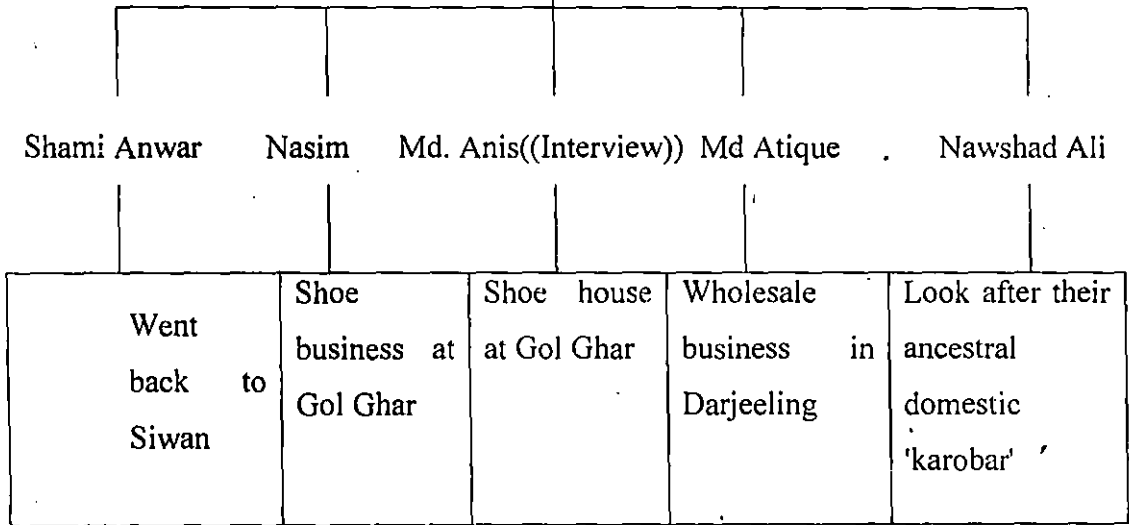 Shami Anwar Nasim Md. Anis((Interview)) Md Atique . Nawshad Ali
Went
back to
Siwan
Shoe
business at
Gol Ghar
Shoe house
at Gol Ghar
Wholesale
business in
Darjeeling
Look after their
ancestral
domestic
'karobar'